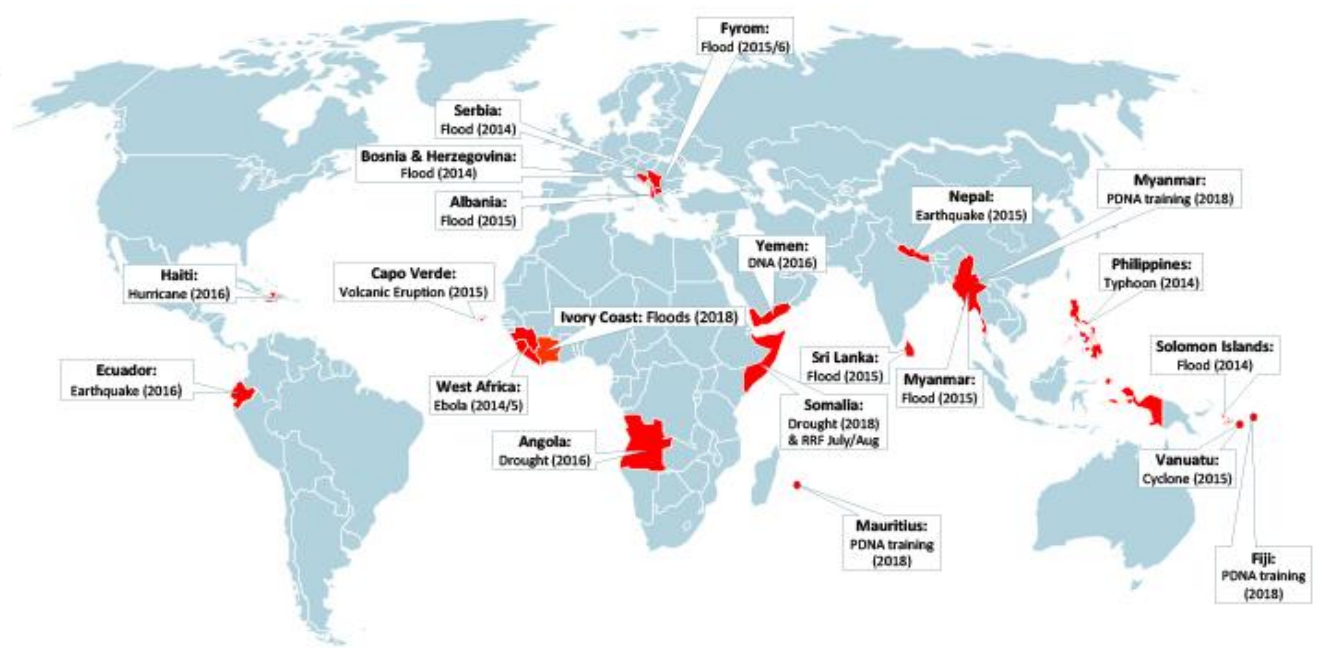 Fyrom:
Flood (2015/6)
Serbia:
Flood (2014)
Bosnia & Herzegovina:
Flood (2014)
Albania:
Flood (2015)
Myanmar:
PDNA training (2018)
Nepal:
Earthquake (2015)
Yemen:
DNA (2016)
Philippines:
Typhoon (2014)
Haiti:
Hurricane (2016)
Capo Verde:
Volcanic Eruption (2015)
Ivory Coast: Floods (2018)
Solomon Islands:
Flood (2014)
Sri Lanka:
Flood (2015)
Ecuador:
Earthquake (2016)
West Africa:
Ebola (2014/5)
Myanmar:
Flood (2015)
Somalia:
Drought (2018)
& RRF July/Aug
Angola:
Drought (2016)
Vanuatu:
Cyclone (2015)
Mauritius:
PDNA training
(2018)
Fiji:
PDNA training
(2018)